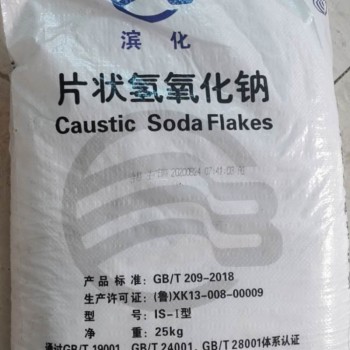 滨化
片状氢氧化钠
Caustic Soda Flakes
产品标准: GB/T 209-2018
生产许可证: (鲁)XK13-008-00009
型号: IS-I型
净重: 25kg
通过GB/T 19001、GB/T 24001、GB/T 28001体系认证